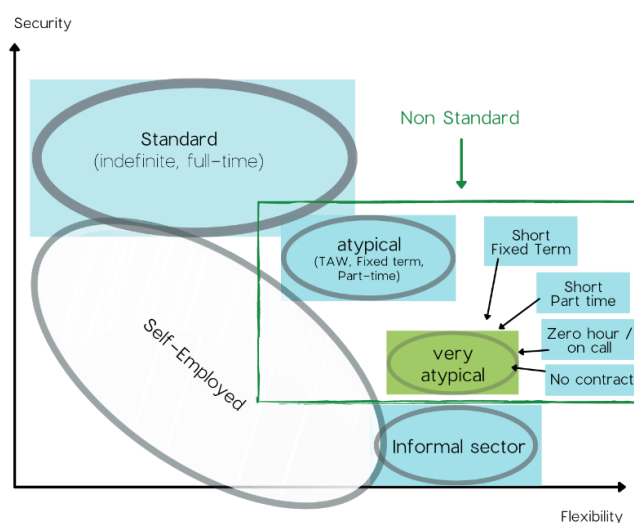 Security
Non Standard
Standard
(indefinite, full-time)
atypical
(TAW, Fixed term,
Part-time)
Short
Fixed Term
Short
Part time
Zero hour /
on call
No contract
very
atypical
Self-Employed
Informal sector
Flexibility